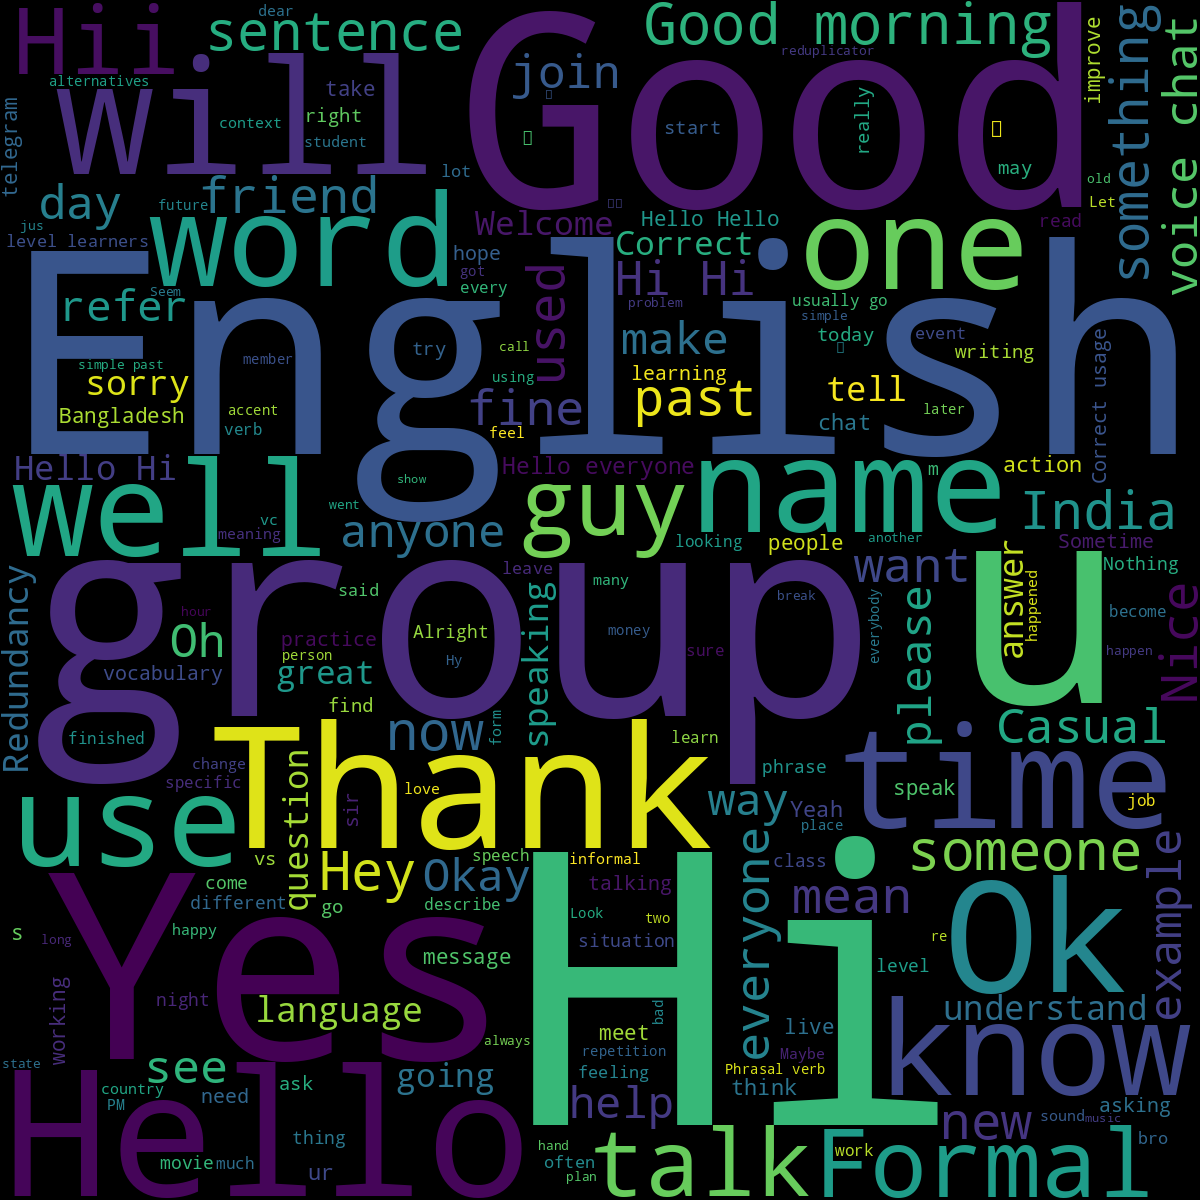 Hii
sentence
dear
Good morning
reduplicator
improve
something
voice chat
will
Good
join
alternatives
take
right
context
student
start
really
may
telegram
lot
old
Let
day
friend
future
jus
level learners
word
Welcome
Hello Hello
Correct
one
read
hope
got
every
Hi Hi
English
refer
Seem
used
problem
usually go
simple
today
event
writing
Correct usage
simple past
member
try
call
make
learning
past
tell
sorry
using
Bangladesh
accent
verb
fine
feel
chat
later
Hello Hi
Hello everyone
name
m
action
well
show
went
guy
India
vc
meaning
anyone
looking
people
another
Sometime
group
u
Redundancy
leave
want
answer
Nothing
said
many
speaking
break
everybody
please
happened
become
Nice
hour
Oh
practice
Alright
money
person
Hy
sure
happen
vocabulary
great
find
now
form
learn
Casual
finished
Thank
time
change
specific
phrase
use
question
sir
love
way
Yeah
place
speak
job
vs
Hey
Okay
speech
informal
everyone
class
someone
come
different
go
describe
talking
mean
example
Yes
Hi
Ok
s
long
happy
Look
two
situation
re
message
level
working
night
language
meet
bad
live
understand
know
always
repetition
Maybe
state
see
feeling
Phrasal verb
think
Hello
country
PM
need
ask
going
help
new
asking
sound
music
thing
hand
talk
Formal
work
bro
movie
much
ur
often
plan